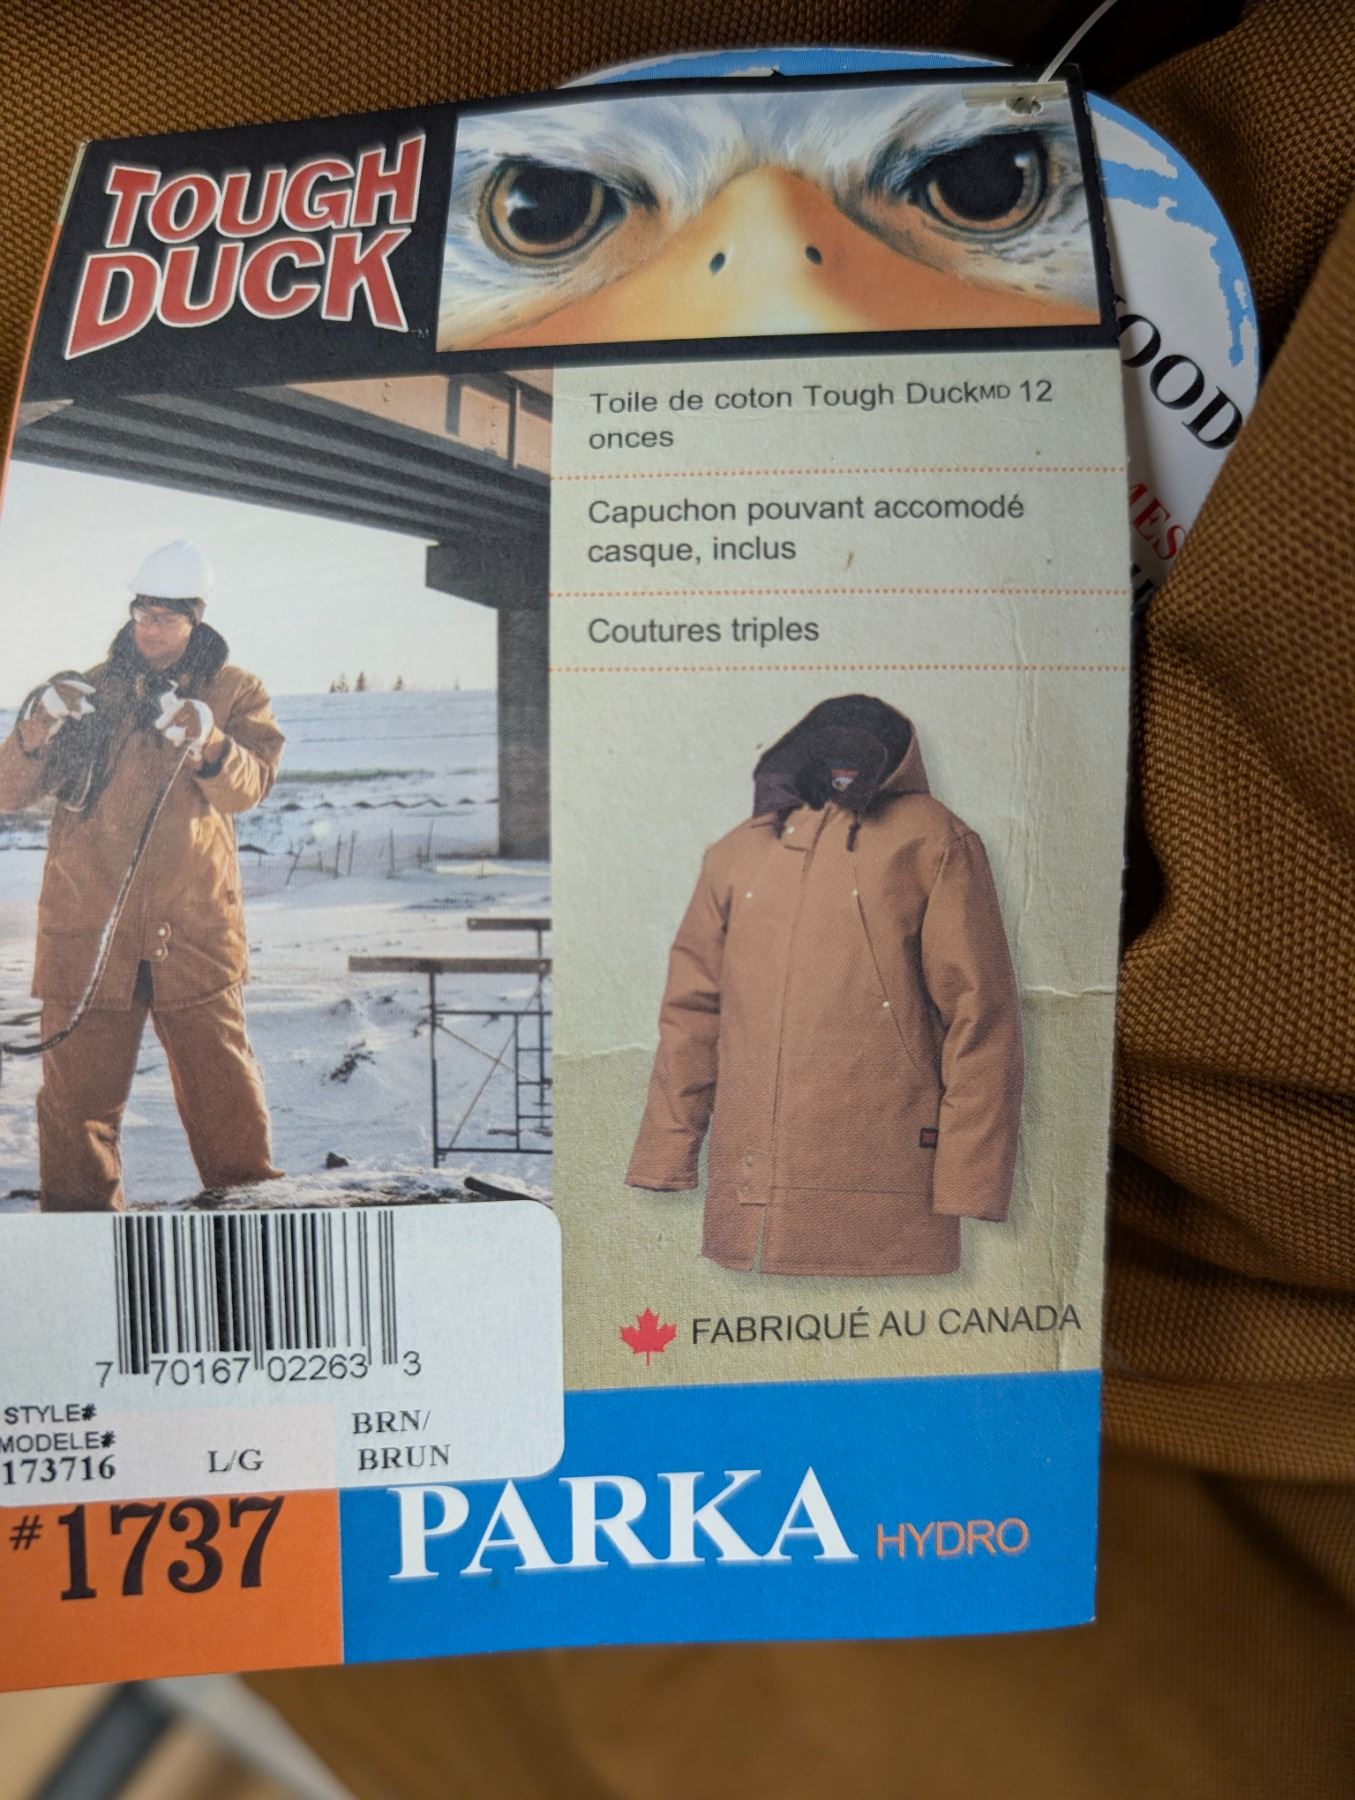 TOUGH
DUCK
Toile de coton Tough DuckMD 12
onces
Capuchon pouvant accomodé
casque, inclus
Coutures triples
FABRIQUÉ AU CANADA
7 70167 02263 3
STYLE#
MODELE#
173716
L/G
BRN/
BRUN
#1737
PARKA HYDRO